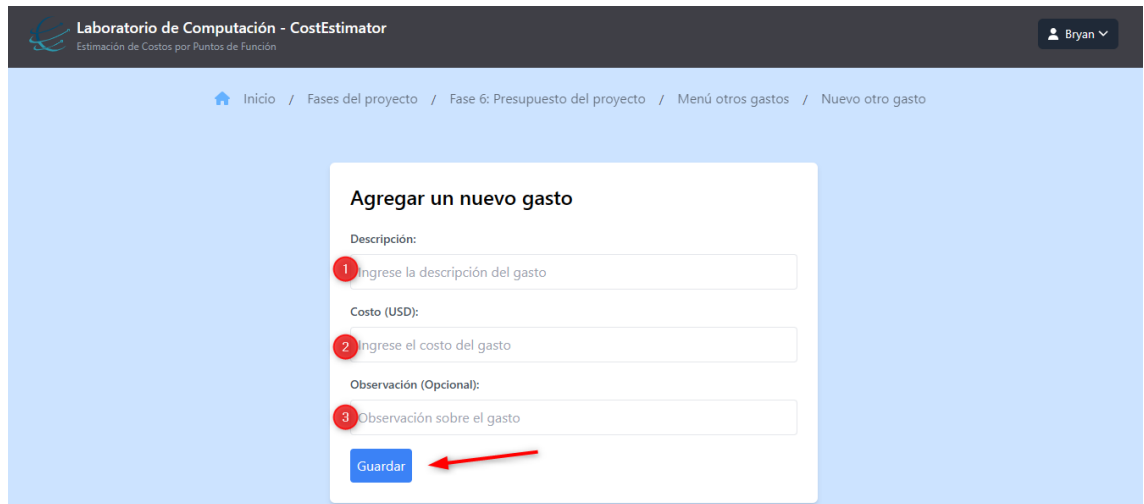 Laboratorio de Computación - CostEstimator
Estimación de Costos por Puntos de Función
Bryan
Inicio / Fases del proyecto / Fase 6: Presupuesto del proyecto / Menú otros gastos / Nuevo otro gasto
Agregar un nuevo gasto
Descripción:
1 Ingrese la descripción del gasto
Costo (USD):
2 Ingrese el costo del gasto
Observación (Opcional):
3 Observación sobre el gasto
Guardar